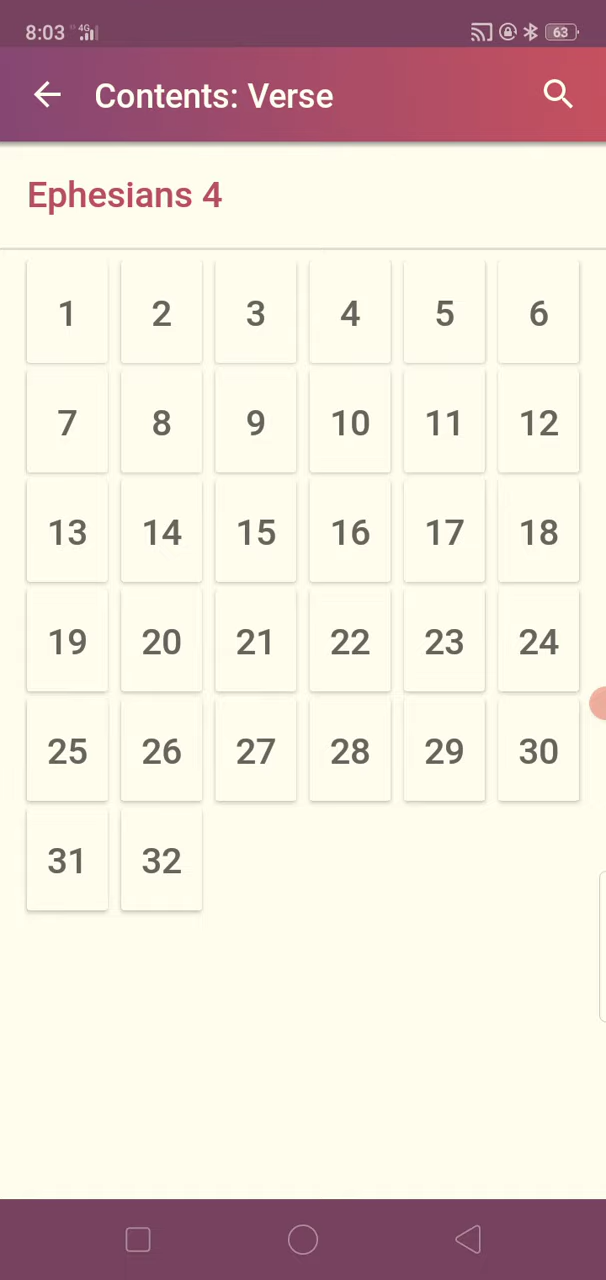 8:03 4G 63
Contents: Verse
Ephesians 4
1 2 3 4 5 6
7 8 9 10 11 12
13 14 15 16 17 18
19 20 21 22 23 24
25 26 27 28 29 30
31 32